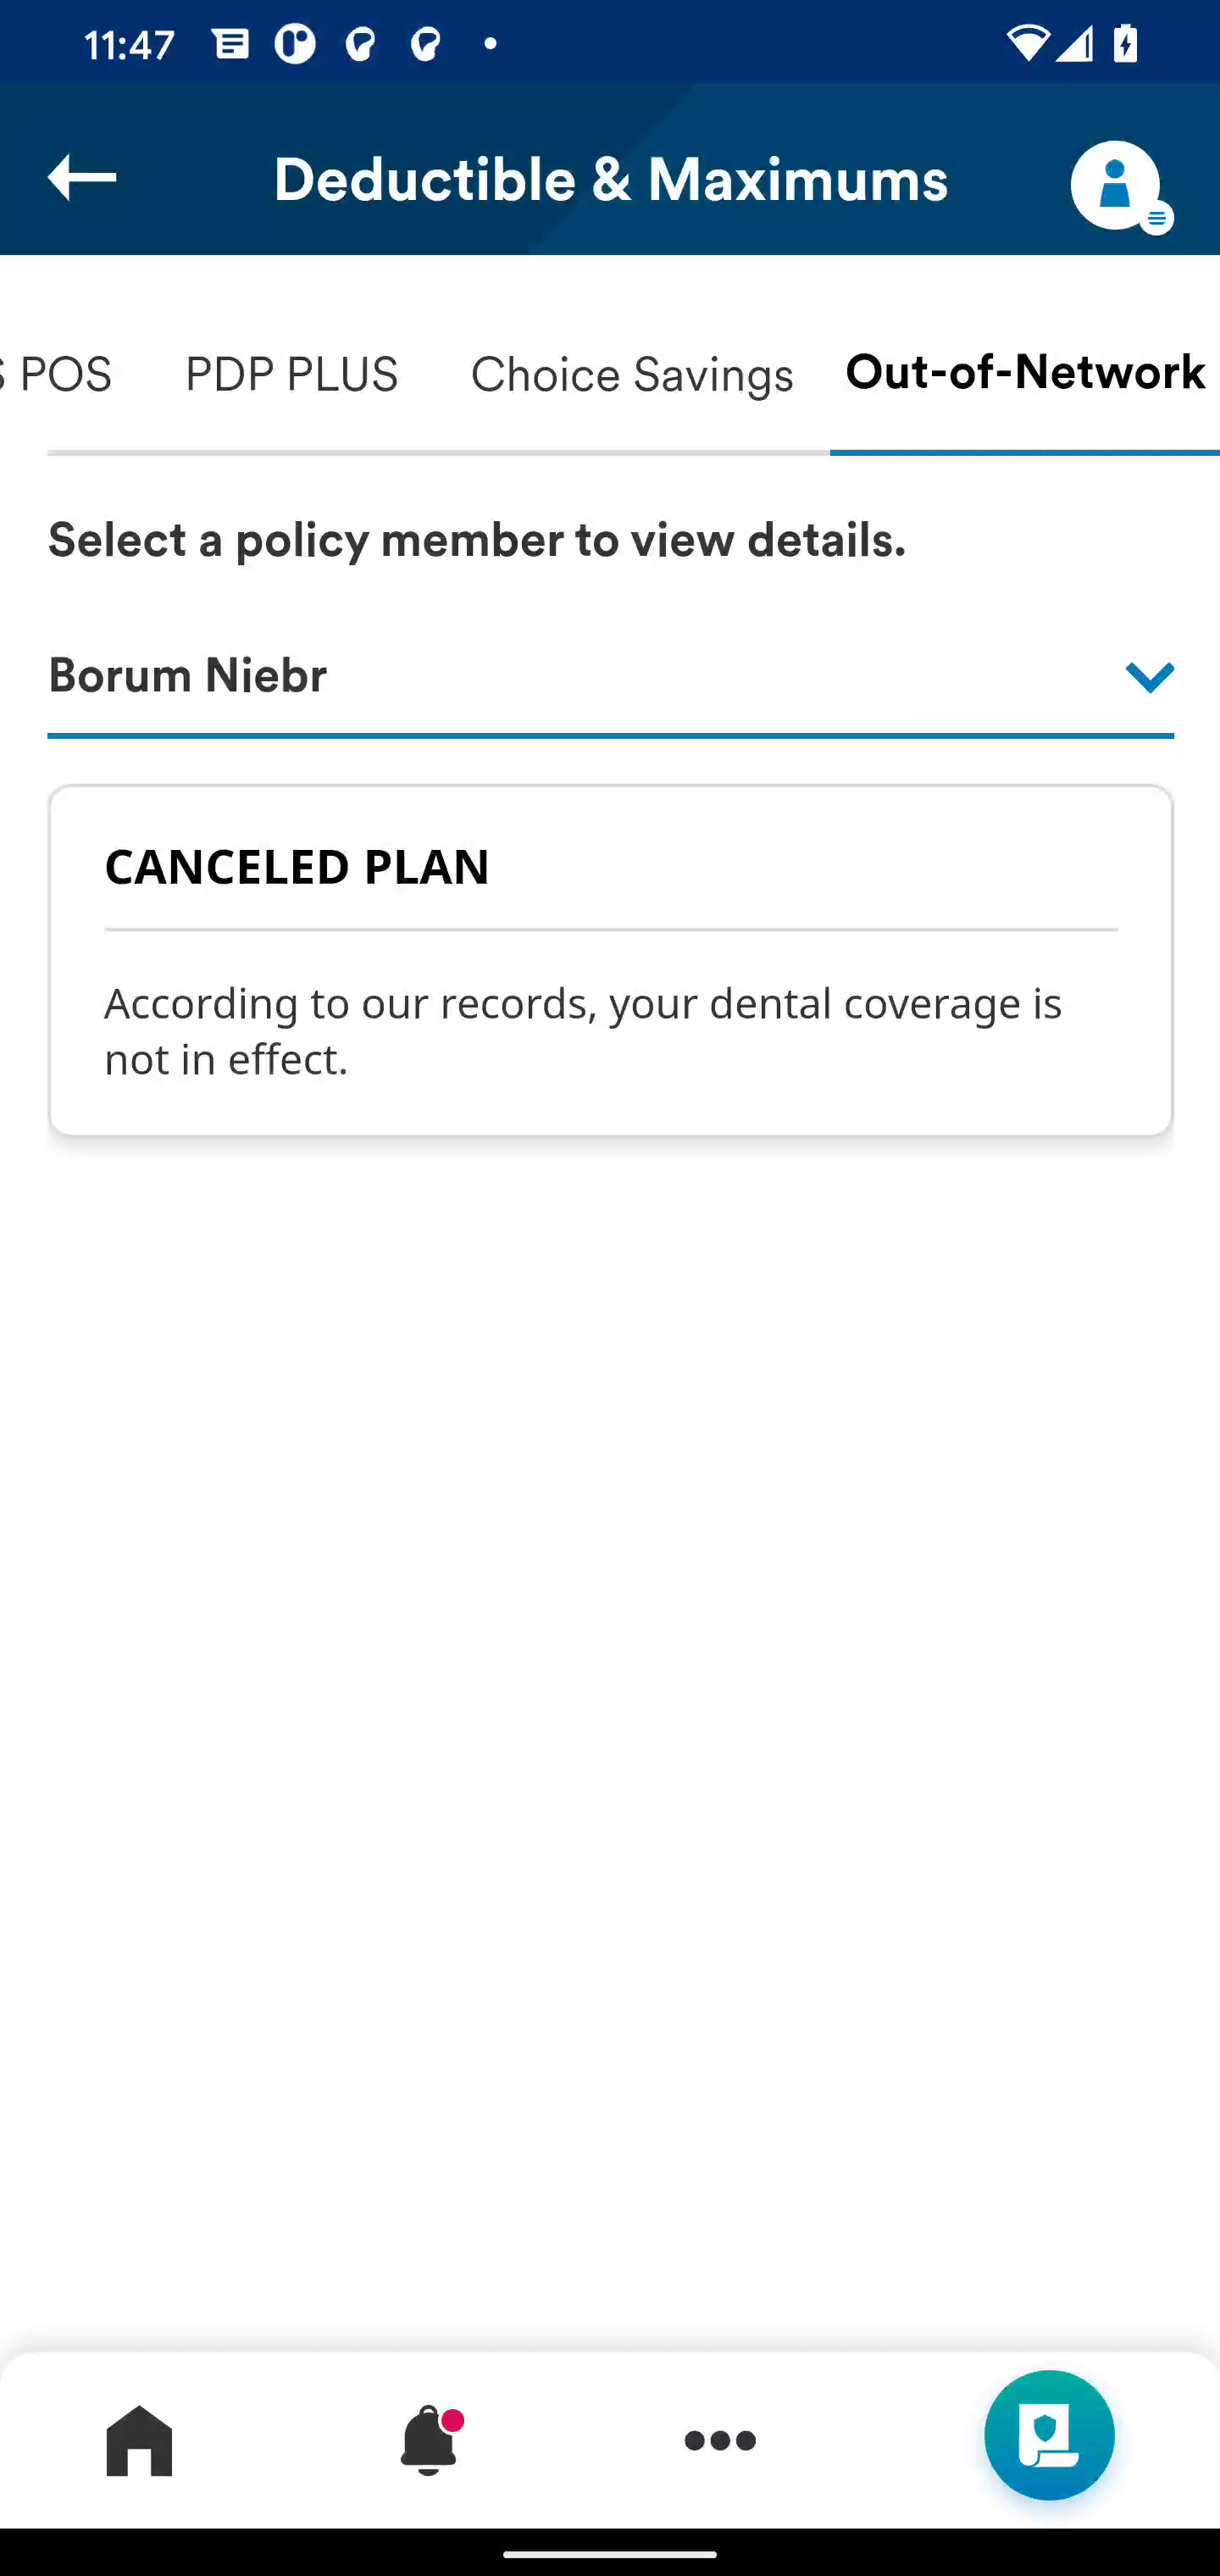 11:47
Deductible & Maximums
POS PDP PLUS Choice Savings Out-of-Network
Select a policy member to view details.
Borum Niebr
CANCELED PLAN
According to our records, your dental coverage is
not in effect.